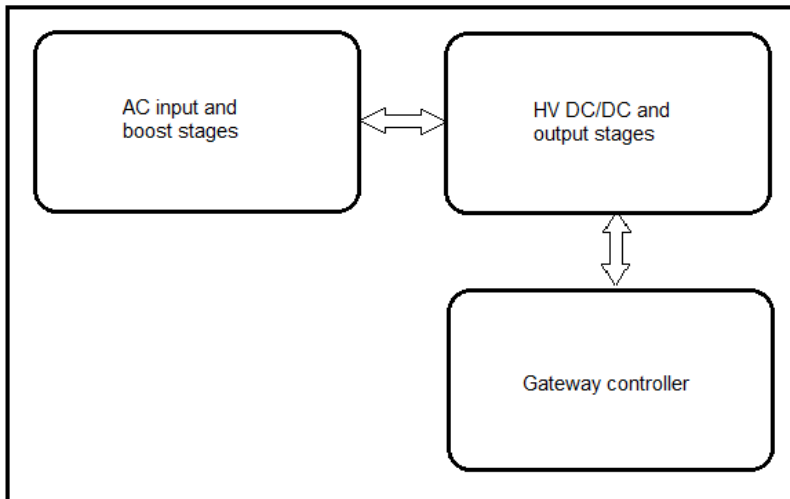 AC input and
boost stages
HV DC/DC and
output stages
Gateway controller